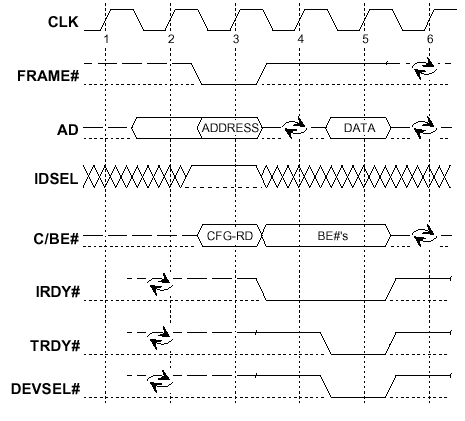 CLK
1 2 3 4 5 6
FRAME#
AD ADDRESS DATA
IDSEL
C/BE# CFG-RD BE#'s
IRDY#
TRDY#
DEVSEL#